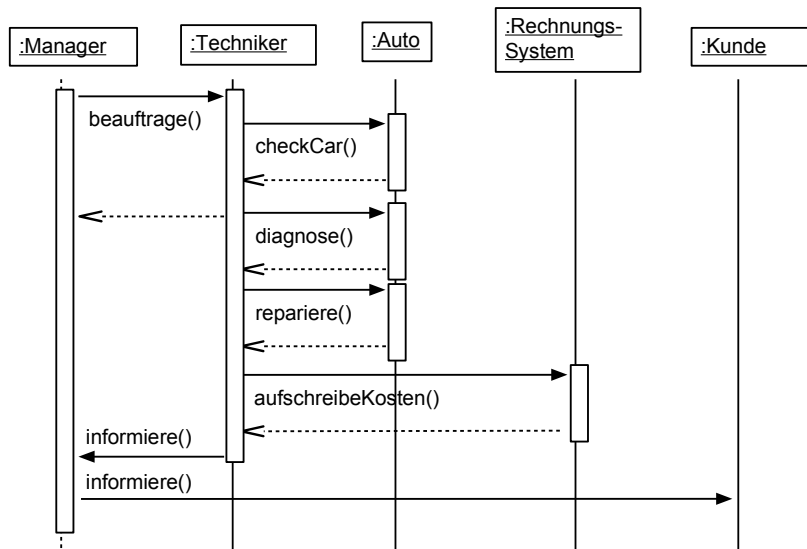 :Manager
:Techniker
:Auto
:Rechnungs-
System
:Kunde
beauftrage()
checkCar()
diagnose()
repariere()
aufschreibeKosten()
informiere()
informiere()